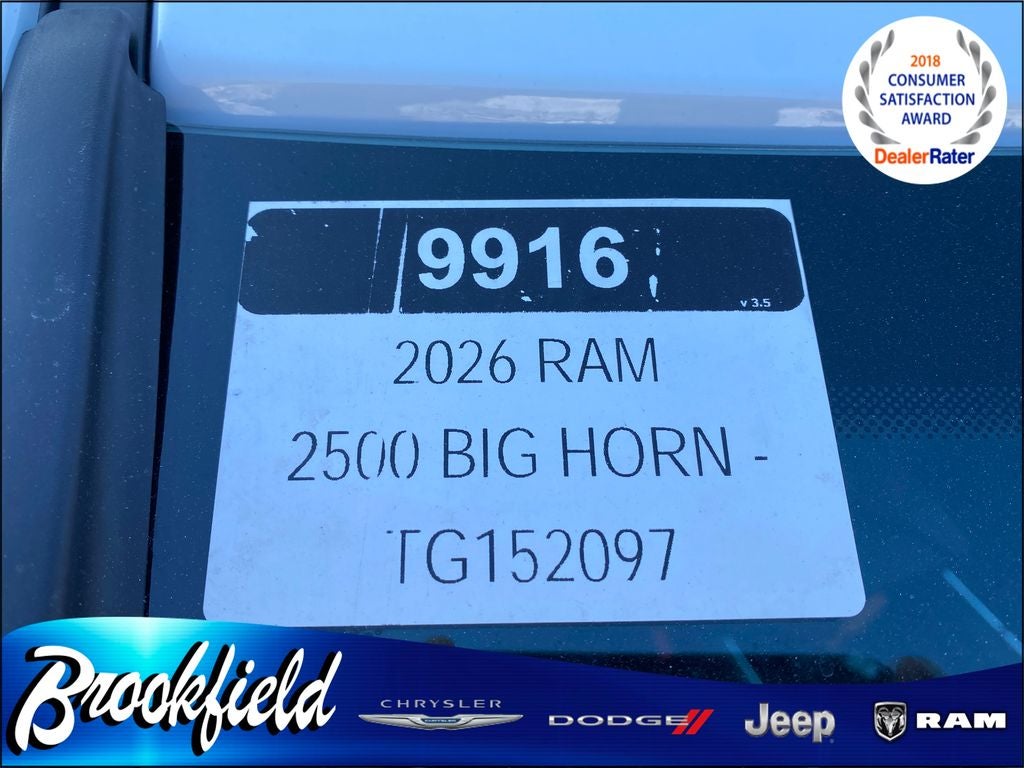 2018
CONSUMER
SATISFACTION
AWARD
DealerRater
9916
v 3.5
2026 RAM
2500 BIG HORN -
TG152097
Brookfield
CHRYSLER
CHRYSLER
DODGE
Jeep
RAM